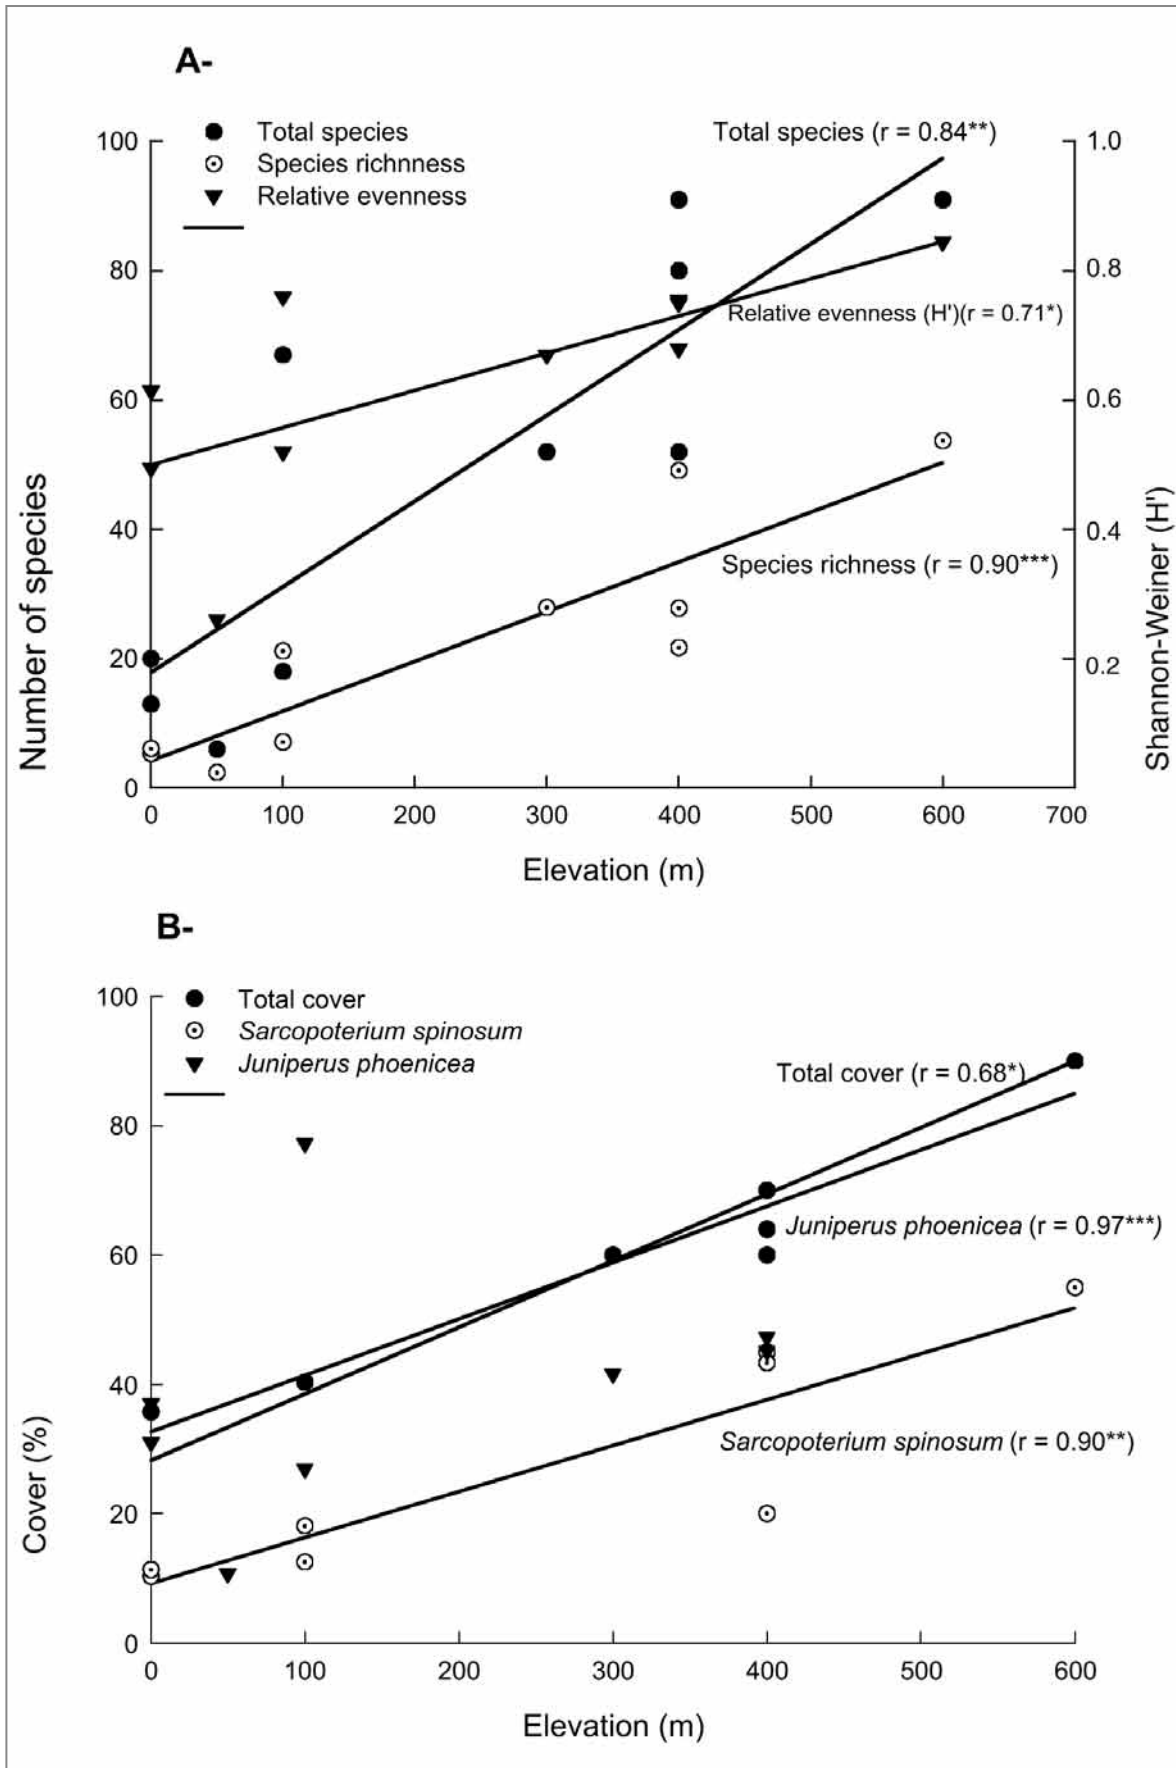 A-
Total species
Species richnness
Relative evenness
Total species (r = 0.84**)
Relative evenness (H')(r = 0.71*)
Species richness (r = 0.90***)
100
80
60
40
20
0
1.0
0.8
0.6
0.4
0.2
Number of species
Shannon-Weiner (H')
0 100 200 300 400 500 600 700
Elevation (m)
B-
Total cover
Sarcopoterium spinosum
Juniperus phoenicea
Total cover (r = 0.68*)
Juniperus phoenicea (r = 0.97***)
Sarcopoterium spinosum (r = 0.90**)
100
80
60
40
20
0
Cover (%)
0 100 200 300 400 500 600
Elevation (m)